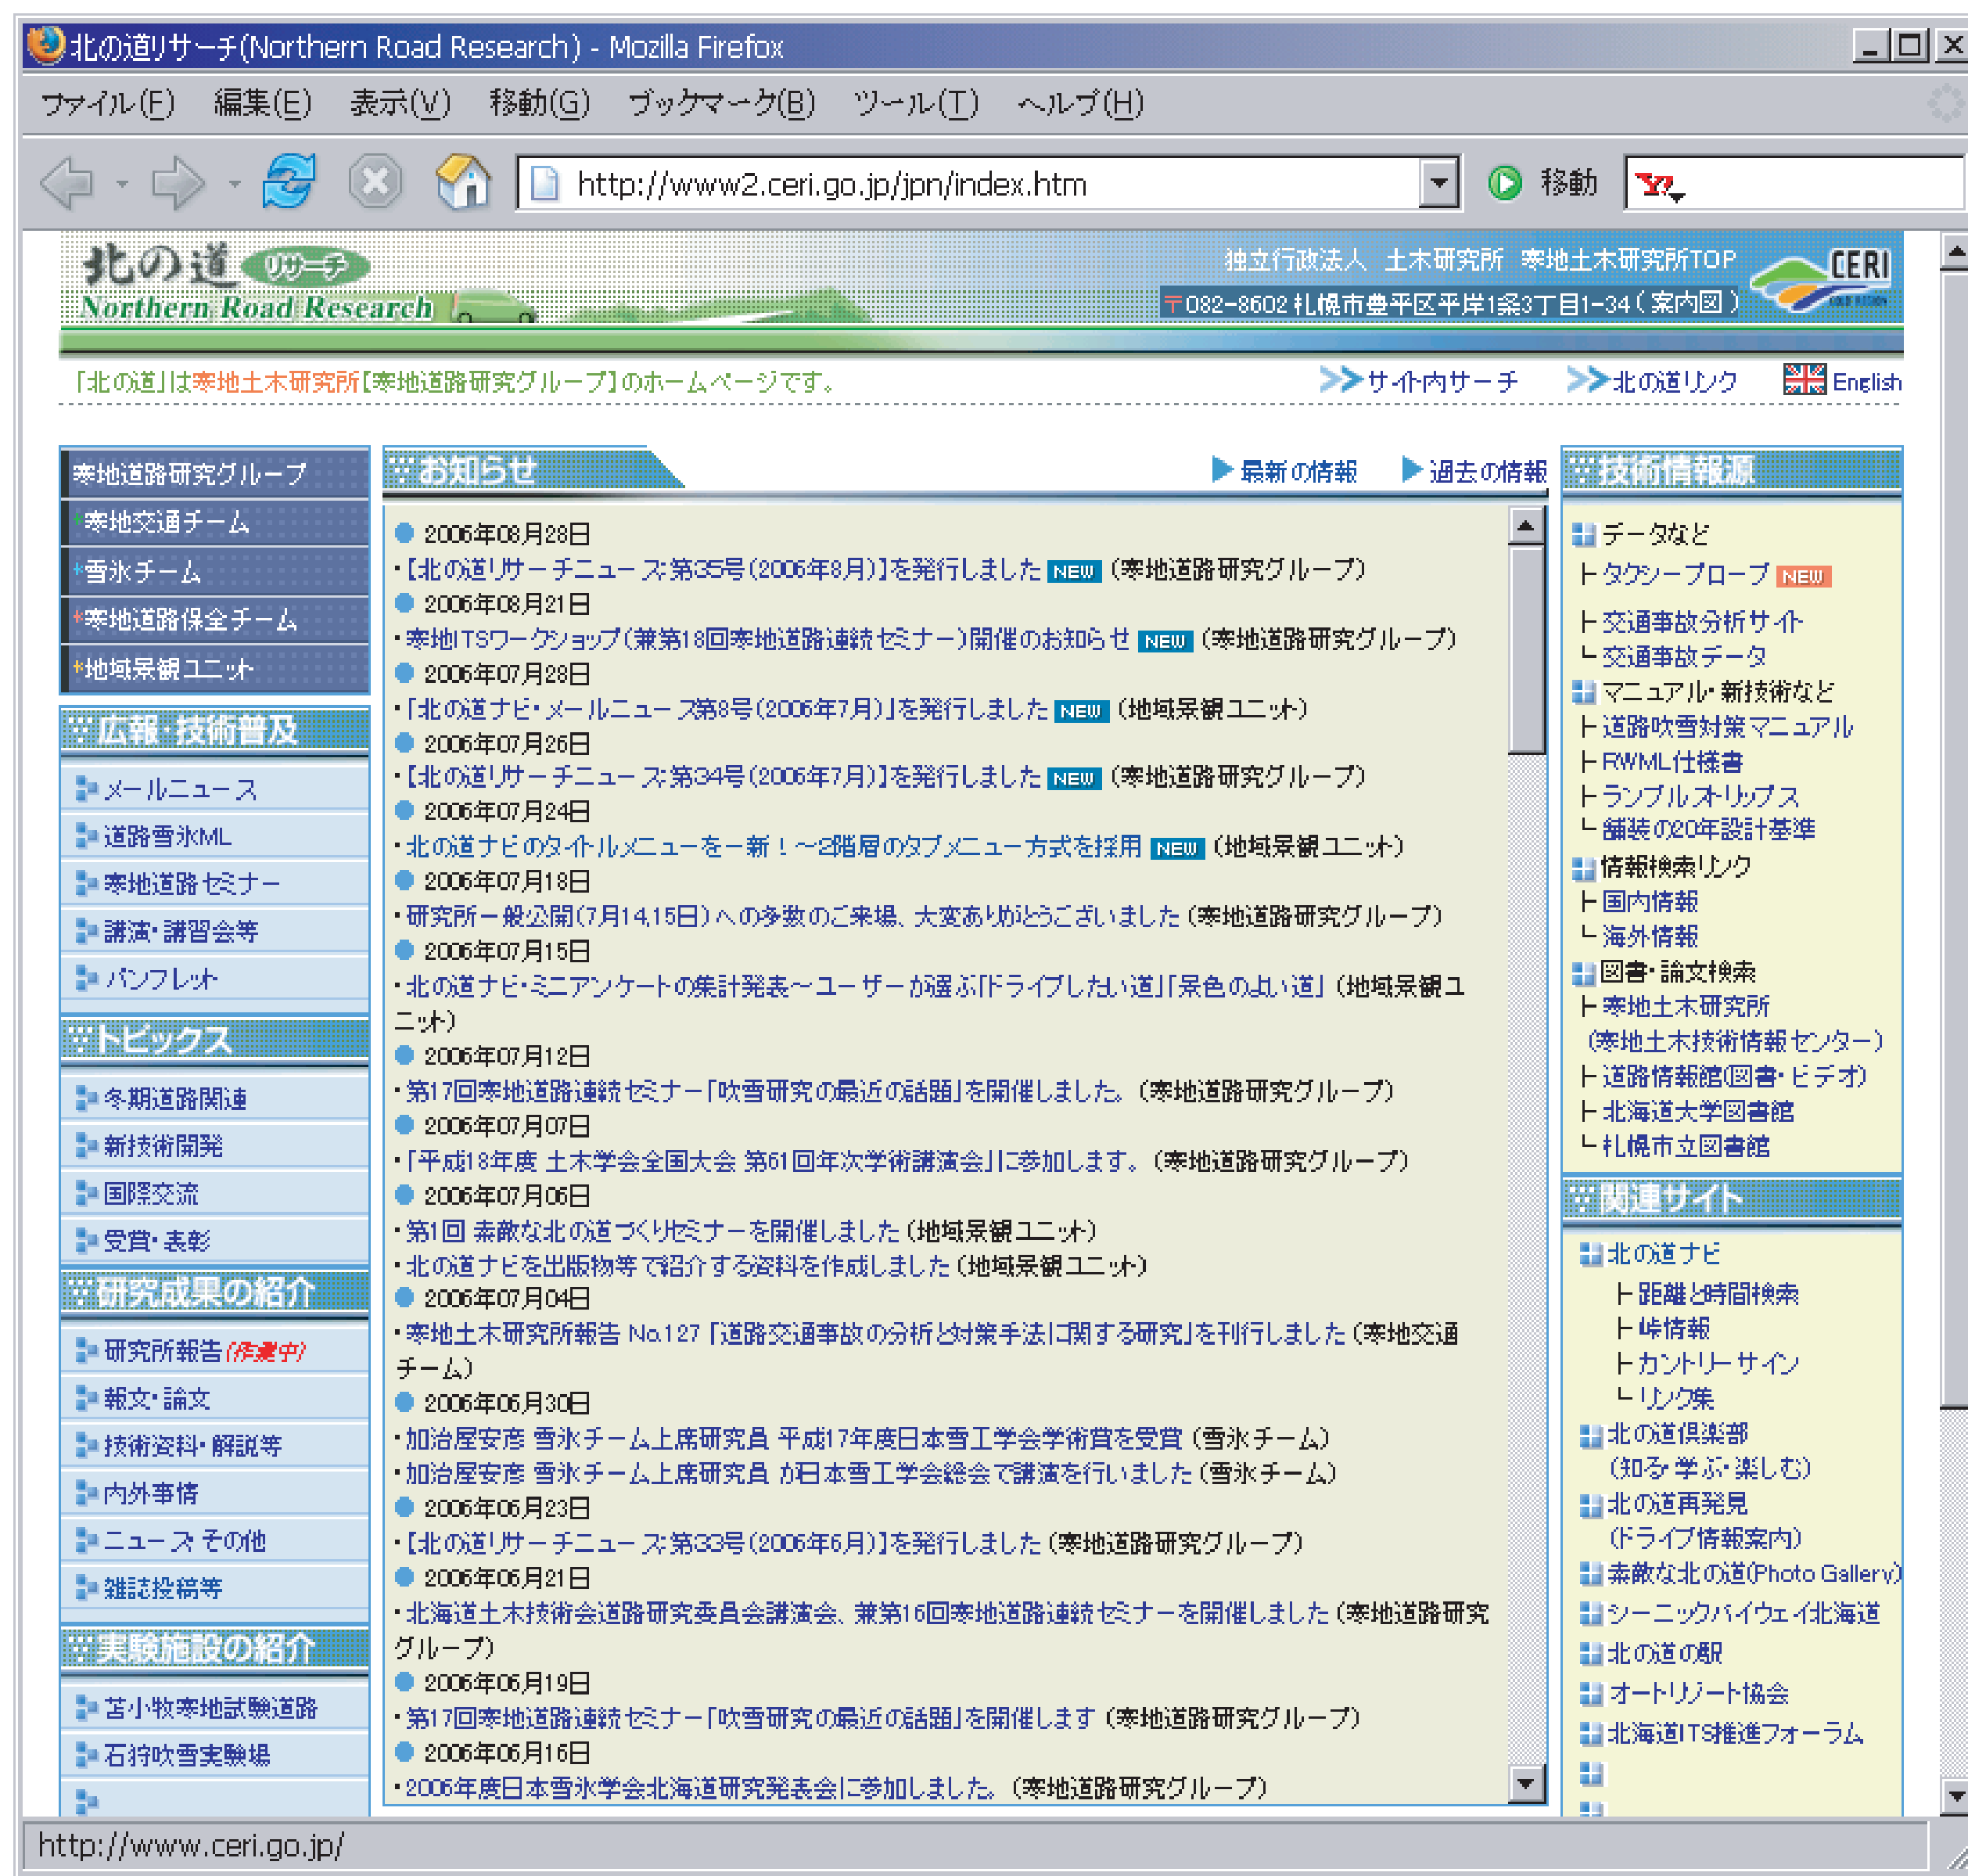 北の道リサーチ(Northern Road Research) - Mozilla Firefox
ファイル(F) 編集(E) 表示(V) 移動(G) ブックマーク(B) ツール(T) ヘルプ(H)
http://www2.ceri.go.jp/jpn/index.htm 移動
北の道 リサーチ
Northern Road Research
独立行政法人 土木研究所 寒地土木研究所TOP
〒082-8602 札幌市豊平区平岸1条3丁目1-34(案内図)
CERI
COLD REGION
「北の道」は寒地土木研究所【寒地道路研究グループ】のホームページです。
>>サイト内サーチ >>北の道リンク English
寒地道路研究グループ
*寒地交通チーム
*雪氷チーム
*寒地道路保全チーム
*地域景観ユニット
広報・技術普及
メールニュース
道路雪氷ML
寒地道路セミナー
講演・講習会等
パンフレット
トピックス
冬期道路関連
新技術開発
国際交流
受賞・表彰
研究成果の紹介
研究所報告(作業中)
報文・論文
技術資料・解説等
内外事情
ニュース その他
雑誌投稿等
実験施設の紹介
苫小牧寒地試験道路
石狩吹雪実験場
お知らせ
最新の情報 過去の情報
2006年08月28日
・【北の道リサーチニュース 第35号(2006年8月)】を発行しました NEW (寒地道路研究グループ)
2006年08月21日
・寒地ITSワークショップ(兼第18回寒地道路連続セミナー)開催のお知らせ NEW (寒地道路研究グループ)
2006年07月28日
・「北の道ナビ・メールニュース第8号(2006年7月)」を発行しました NEW (地域景観ユニット)
2006年07月26日
・【北の道リサーチニュース 第34号(2006年7月)】を発行しました NEW (寒地道路研究グループ)
2006年07月24日
・北の道ナビのタイトルメニューを一新!~2階層のタブメニュー方式を採用 NEW (地域景観ユニット)
2006年07月18日
・研究所一般公開(7月14,15日)への多数のご来場、大変ありがとうございました (寒地道路研究グループ)
2006年07月15日
・北の道ナビ・ミニアンケートの集計発表~ユーザーが選ぶ「ドライブしたい道」「景色のよい道」 (地域景観ユ
ニット)
2006年07月12日
・第17回寒地道路連続セミナー「吹雪研究の最近の話題」を開催しました。 (寒地道路研究グループ)
2006年07月07日
・「平成18年度 土木学会全国大会 第61回年次学術講演会」に参加します。 (寒地道路研究グループ)
2006年07月06日
・第1回 素敵な北の道づくりセミナーを開催しました (地域景観ユニット)
・北の道ナビを出版物等で紹介する資料を作成しました (地域景観ユニット)
2006年07月04日
・寒地土木研究所報告 No.127 「道路交通事故の分析と対策手法に関する研究」を刊行しました (寒地交通
チーム)
2006年06月30日
・加治屋安彦 雪氷チーム上席研究員 平成17年度日本雪工学会学術賞を受賞 (雪氷チーム)
・加治屋安彦 雪氷チーム上席研究員 が日本雪工学会総会で講演を行いました (雪氷チーム)
2006年06月23日
・【北の道リサーチニュース 第33号(2006年6月)】を発行しました (寒地道路研究グループ)
2006年06月21日
・北海道土木技術会道路研究委員会講演会、兼第16回寒地道路連続セミナーを開催しました (寒地道路研究
グループ)
2006年06月19日
・第17回寒地道路連続セミナー「吹雪研究の最近の話題」を開催します (寒地道路研究グループ)
2006年06月16日
・2006年度日本雪氷学会北海道研究発表会に参加しました。 (寒地道路研究グループ)
技術情報源
データなど
├ タクシープローブ NEW
├ 交通事故分析サイト
└ 交通事故データ
マニュアル・新技術など
├ 道路吹雪対策マニュアル
├ RWML仕様書
├ ランブルストリップス
└ 舗装の20年設計基準
情報検索リンク
├ 国内情報
└ 海外情報
図書・論文検索
├ 寒地土木研究所
(寒地土木技術情報センター)
├ 道路情報館(図書・ビデオ)
├ 北海道大学図書館
└ 札幌市立図書館
関連サイト
北の道ナビ
├ 距離と時間検索
├ 峠情報
├ カントリーサイン
└ リンク集
北の道倶楽部
(知る・学ぶ・楽しむ)
北の道再発見
(ドライブ情報案内)
素敵な北の道(Photo Gallery)
シーニックバイウェイ北海道
北の道の駅
オートリゾート協会
北海道ITS推進フォーラム
http://www.ceri.go.jp/